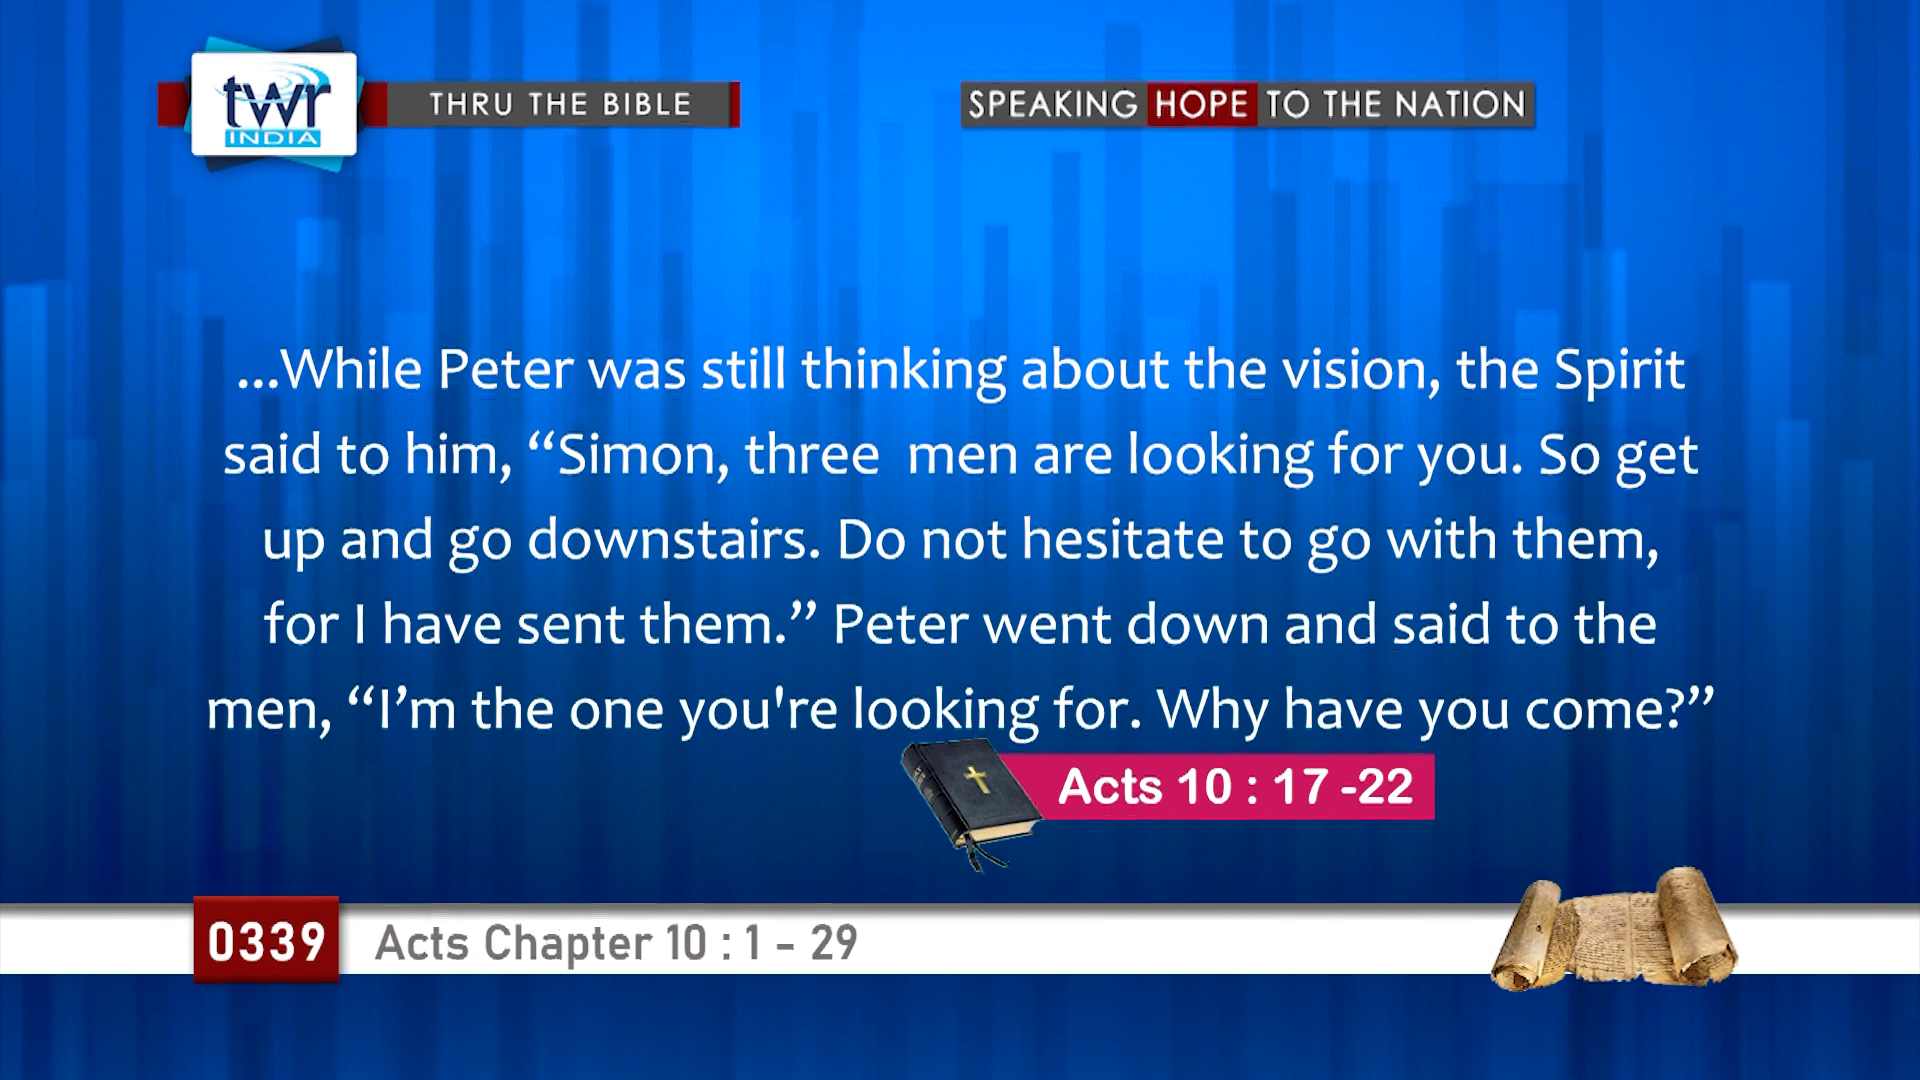 twr
INDIA
THRU THE BIBLE
SPEAKING HOPE TO THE NATION
...While Peter was still thinking about the vision, the Spirit
said to him, “Simon, three  men are looking for you. So get
up and go downstairs. Do not hesitate to go with them,
for I have sent them.” Peter went down and said to the
men, “I’m the one you're looking for. Why have you come?”
Acts 10 : 17 -22
0339
Acts Chapter 10 : 1 - 29